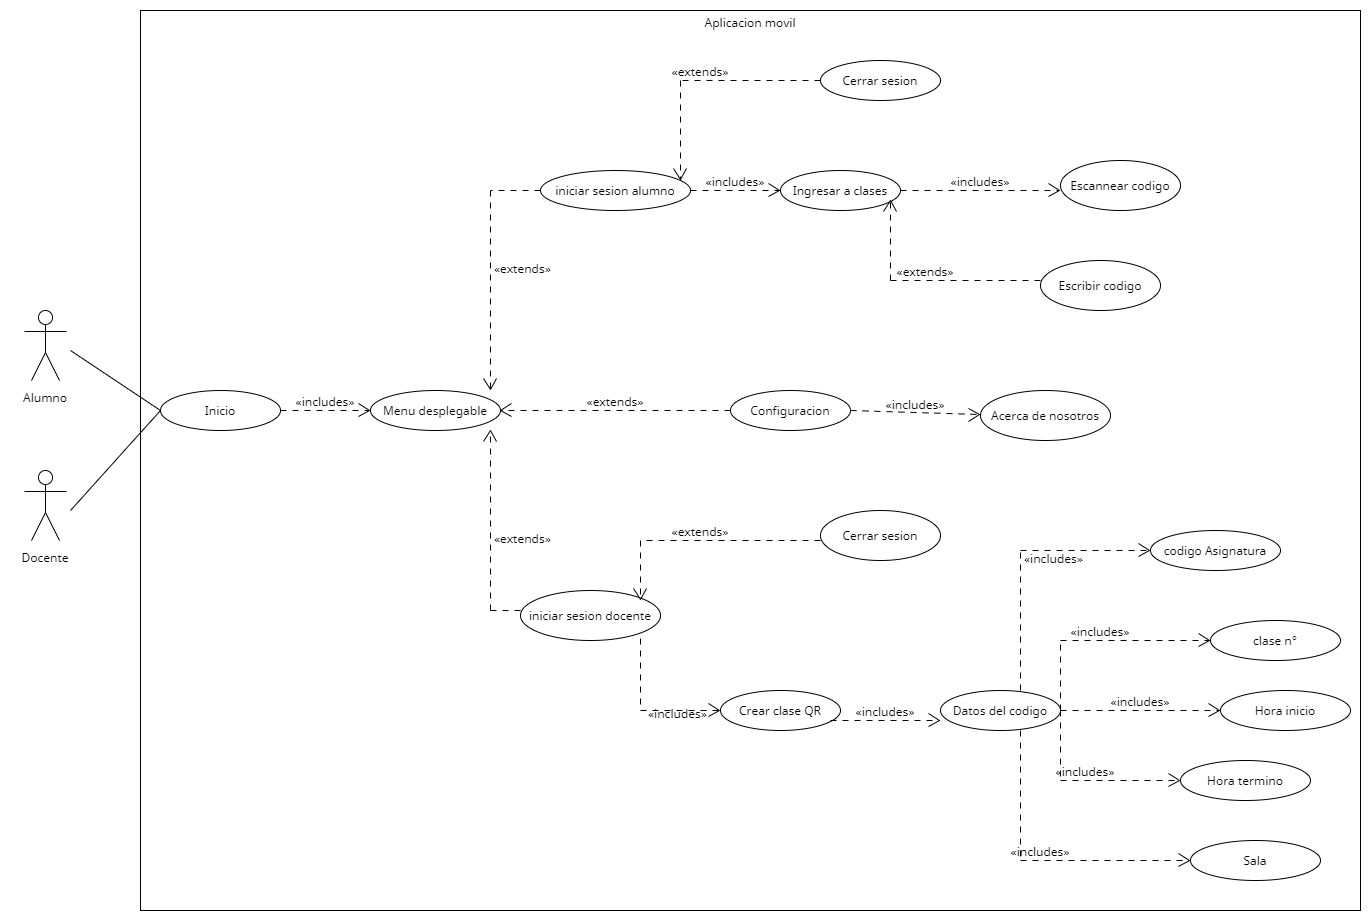 Aplicacion movil
«extends»
Cerrar sesion
iniciar sesion alumno
«includes»
Ingresar a clases
«includes»
Escannear codigo
«extends»
«extends»
Escribir codigo
Alumno
Inicio
«includes»
Menu desplegable
«extends»
Configuracion
«includes»
Acerca de nosotros
Docente
«extends»
«extends»
Cerrar sesion
«includes»
codigo Asignatura
iniciar sesion docente
«includes»
clase n°
«includes»
Crear clase QR
«includes»
Datos del codigo
«includes»
Hora inicio
«includes»
Hora termino
«includes»
Sala